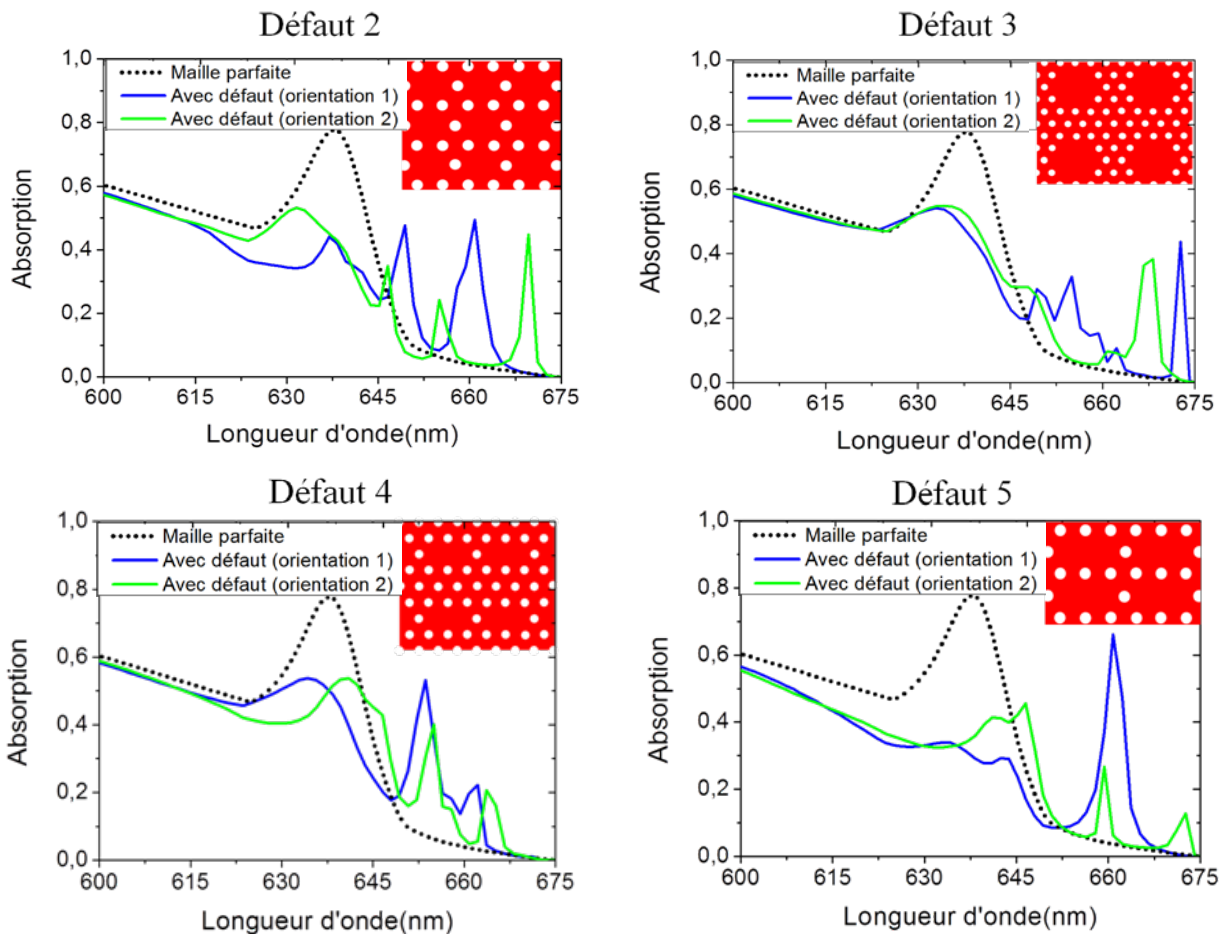 Défaut 2
1,0
0,8
0,6
0,4
0,2
0,0
Absorption
Maille parfaite
Avec défaut (orientation 1)
Avec défaut (orientation 2)
600 615 630 645 660 675
Longueur d'onde(nm)
Défaut 3
1,0
0,8
0,6
0,4
0,2
0,0
Absorption
Maille parfaite
Avec défaut (orientation 1)
Avec défaut (orientation 2)
600 615 630 645 660 675
Longueur d'onde(nm)
Défaut 4
1,0
0,8
0,6
0,4
0,2
0,0
Absorption
Maille parfaite
Avec défaut (orientation 1)
Avec défaut (orientation 2)
600 615 630 645 660 675
Longueur d'onde(nm)
Défaut 5
1,0
0,8
0,6
0,4
0,2
0,0
Absorption
Maille parfaite
Avec défaut (orientation 1)
Avec défaut (orientation 2)
600 615 630 645 660 675
Longueur d'onde(nm)